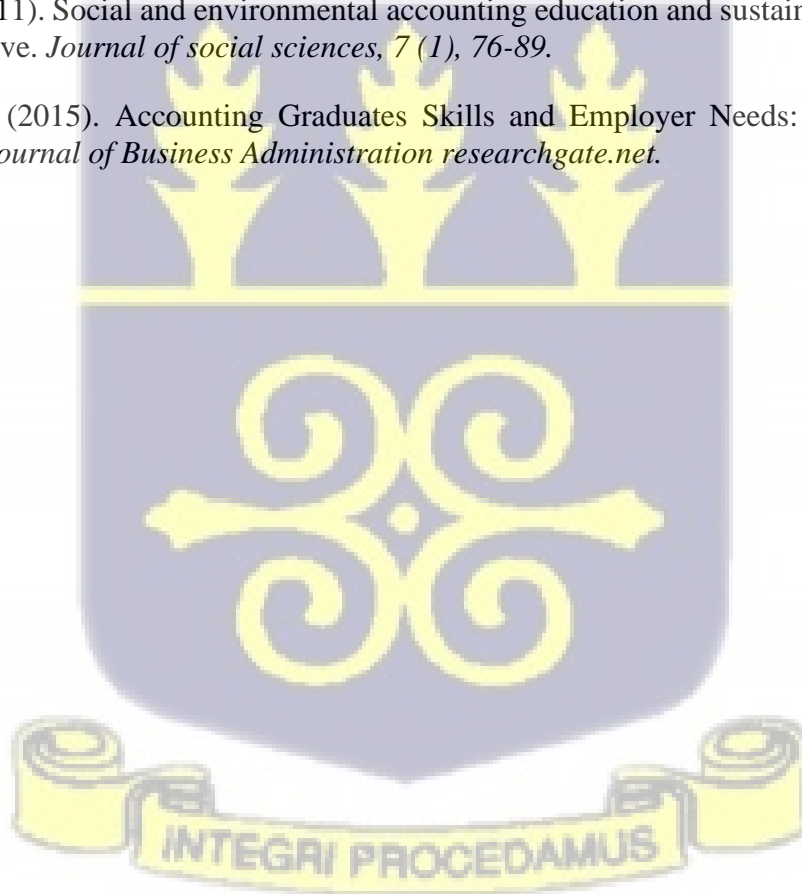 11). Social and environmental accounting education and sustain
ve. Journal of social sciences, 7 (1), 76-89.
(2015). Accounting Graduates Skills and Employer Needs:
ournal of Business Administration researchgate.net.
INTEGRI PROCEDAMUS